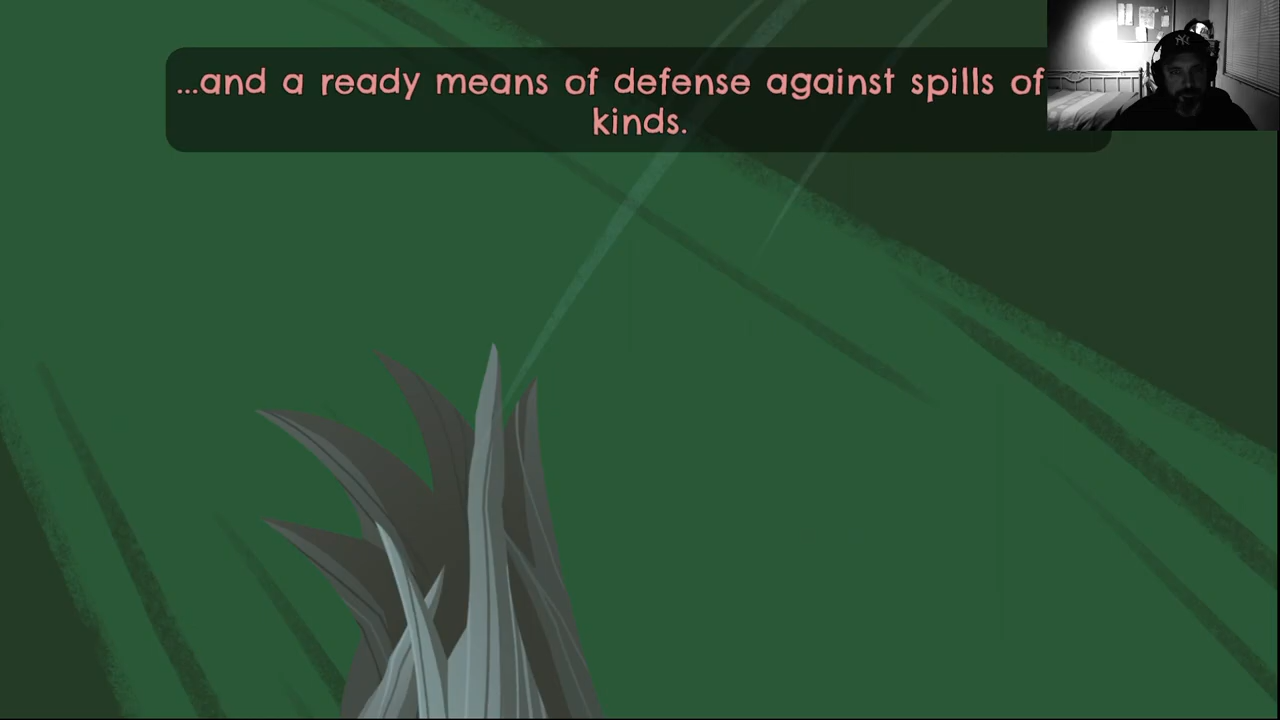 ...and a ready means of defense against spills of
kinds.